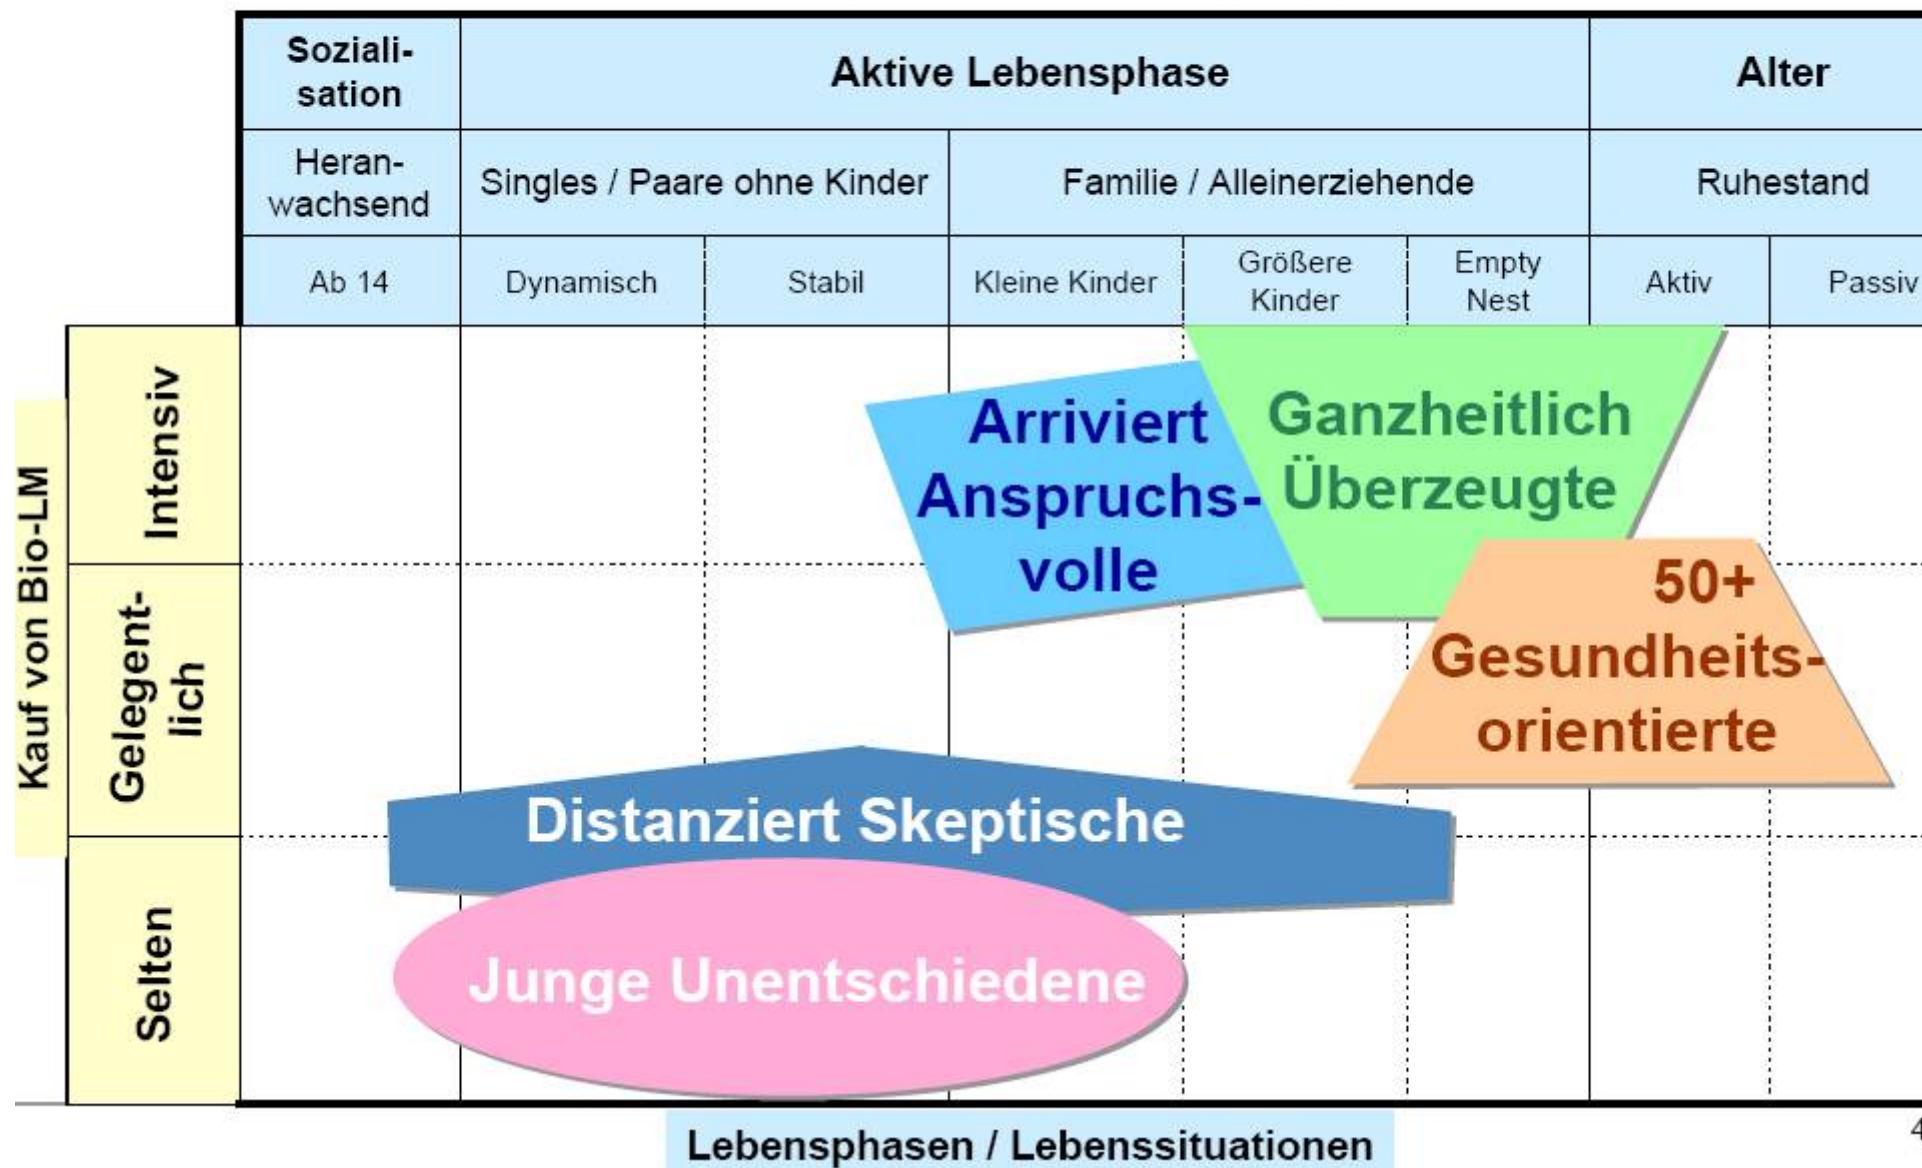 Soziali-
sation
Aktive Lebensphase
Alter
Heran-
wachsend
Singles / Paare ohne Kinder
Familie / Alleinerziehende
Ruhestand
Ab 14
Dynamisch
Stabil
Kleine Kinder
Größere
Kinder
Empty
Nest
Aktiv
Passiv
Kauf von Bio-LM
Intensiv
Gelegent-
lich
Selten
Arriviert
Anspruchs-
volle
Ganzheitlich
Überzeugte
50+
Gesundheits-
orientierte
Distanziert Skeptische
Junge Unentschiedene
Lebensphasen / Lebenssituationen
4